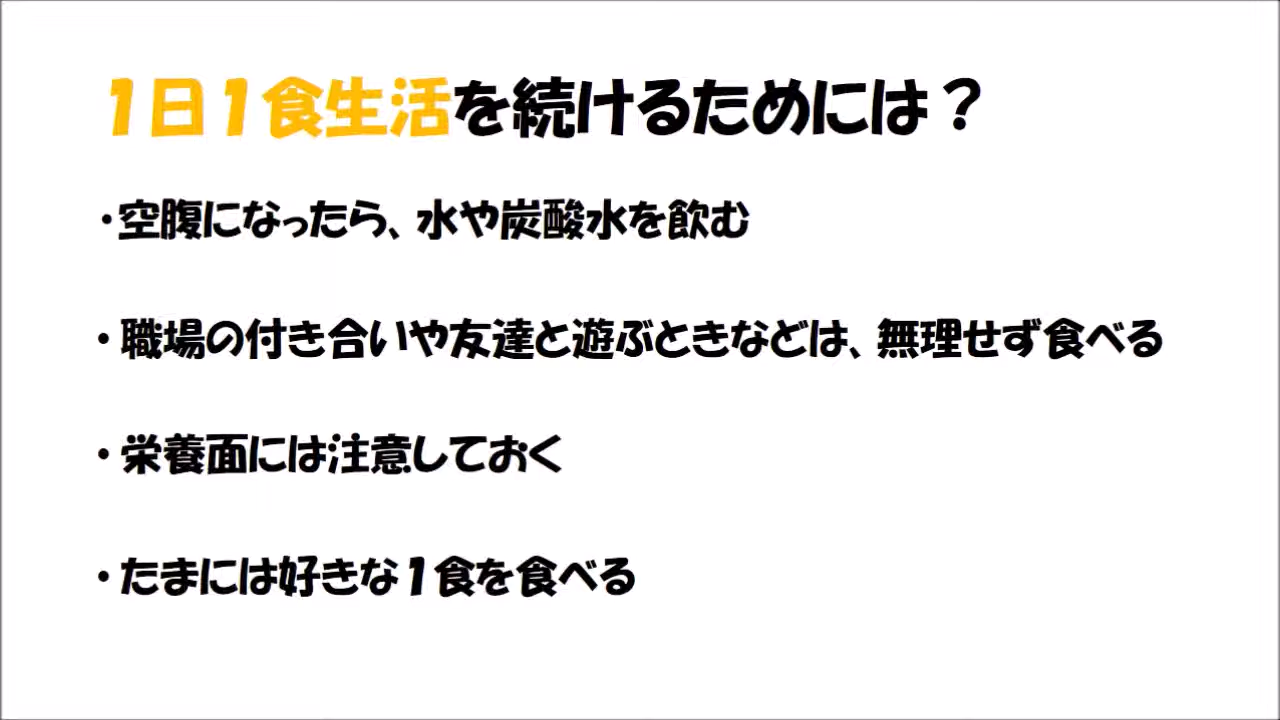 1日1食生活を続けるためには？
・空腹になったら、水や炭酸水を飲む
・職場の付き合いや友達と遊ぶときなどは、無理せず食べる
・栄養面には注意しておく
・たまには好きな1食を食べる